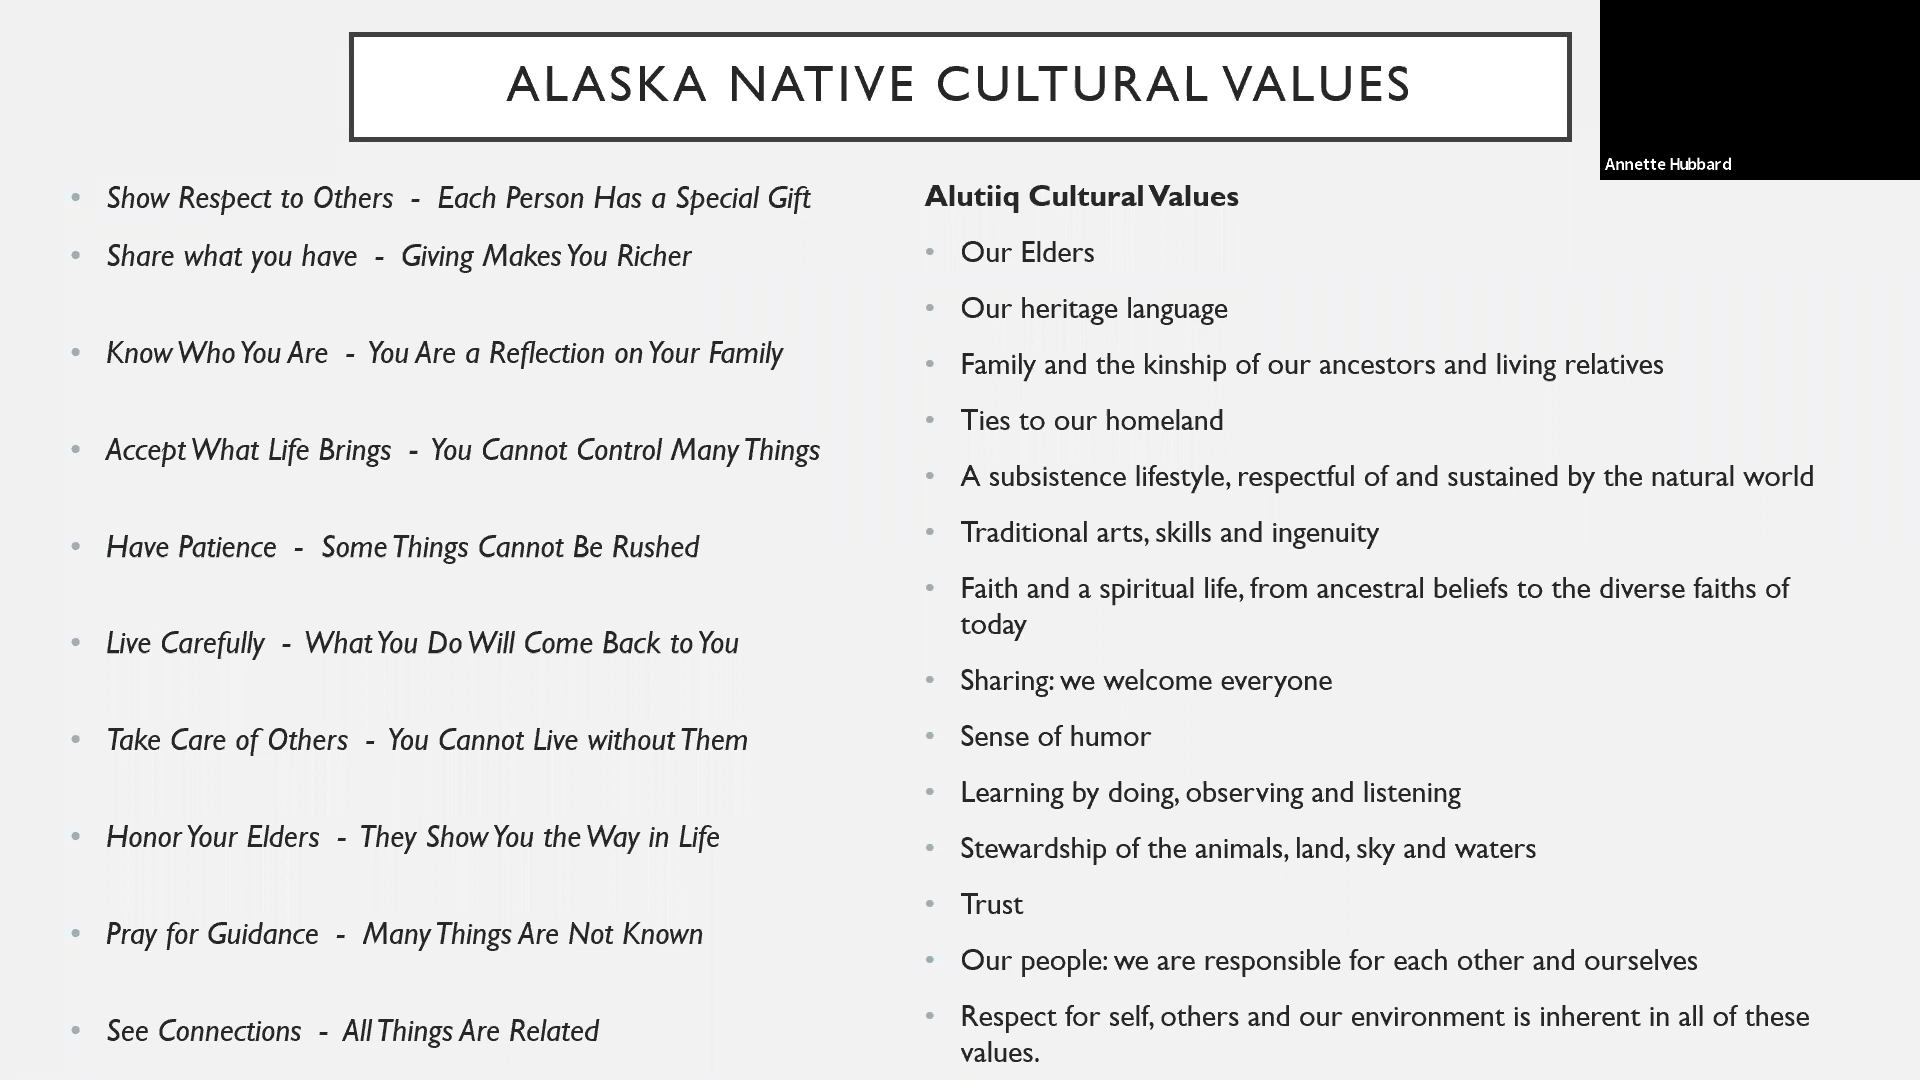 ALASKA NATIVE CULTURAL VALUES
Annette Hubbard
• Show Respect to Others - Each Person Has a Special Gift
• Share what you have - Giving Makes You Richer
• Know Who You Are - You Are a Reflection on Your Family
• Accept What Life Brings - You Cannot Control Many Things
• Have Patience - Some Things Cannot Be Rushed
• Live Carefully - What You Do Will Come Back to You
• Take Care of Others - You Cannot Live without Them
• Honor Your Elders - They Show You the Way in Life
• Pray for Guidance - Many Things Are Not Known
• See Connections - All Things Are Related
Alutiiq Cultural Values
• Our Elders
• Our heritage language
• Family and the kinship of our ancestors and living relatives
• Ties to our homeland
• A subsistence lifestyle, respectful of and sustained by the natural world
• Traditional arts, skills and ingenuity
• Faith and a spiritual life, from ancestral beliefs to the diverse faiths of
today
• Sharing: we welcome everyone
• Sense of humor
• Learning by doing, observing and listening
• Stewardship of the animals, land, sky and waters
• Trust
• Our people: we are responsible for each other and ourselves
• Respect for self, others and our environment is inherent in all of these
values.